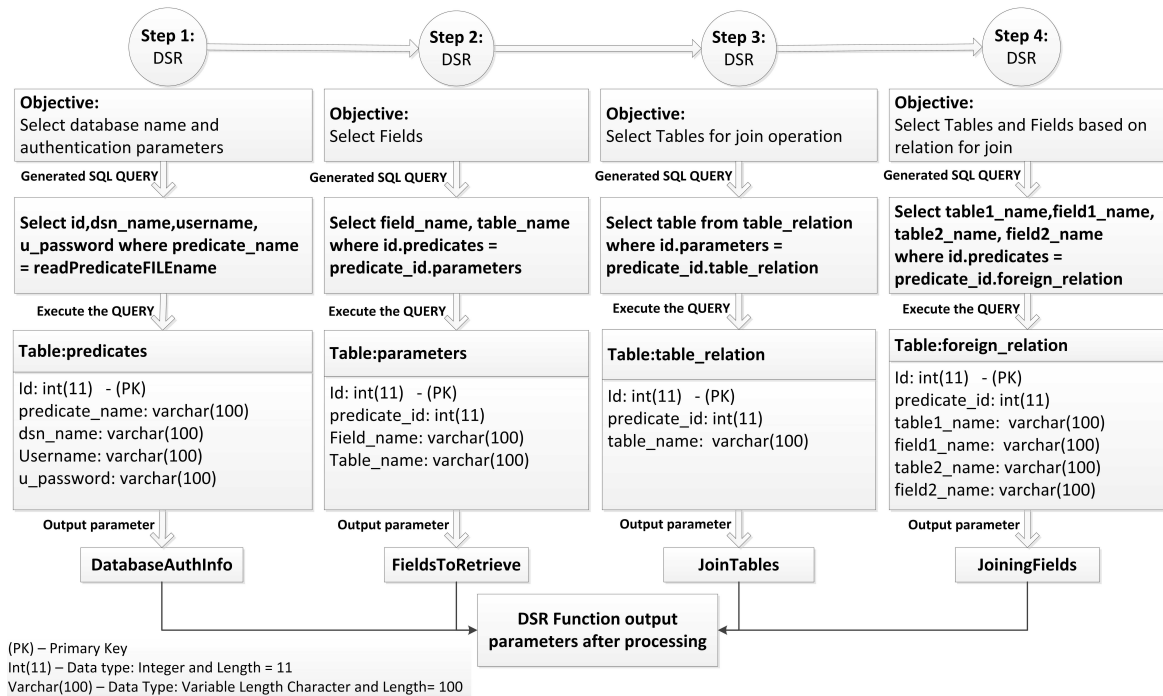 Step 1:
DSR
Step 2:
DSR
Step 3:
DSR
Step 4:
DSR
Objective:
Select database name and
authentication parameters
Objective:
Select Fields
Objective:
Select Tables for join operation
Objective:
Select Tables and Fields based on
relation for join
Generated SQL QUERY
Generated SQL QUERY
Generated SQL QUERY
Generated SQL QUERY
Select id,dsn_name,username,
u_password where predicate_name
= readPredicateFILEname
Select field_name, table_name
where id.predicates =
predicate_id.parameters
Select table from table_relation
where id.parameters =
predicate_id.table_relation
Select table1_name,field1_name,
table2_name, field2_name
where id.predicates =
predicate_id.foreign_relation
Execute the QUERY
Execute the QUERY
Execute the QUERY
Execute the QUERY
Table:predicates
Id: int(11)   - (PK)
predicate_name: varchar(100)
dsn_name: varchar(100)
Username: varchar(100)
u_password: varchar(100)
Table:parameters
Id: int(11)   - (PK)
predicate_id: int(11)
Field_name: varchar(100)
Table_name: varchar(100)
Table:table_relation
Id: int(11)   - (PK)
predicate_id: int(11)
table_name:  varchar(100)
Table:foreign_relation
Id: int(11)   - (PK)
predicate_id: int(11)
table1_name:  varchar(100)
field1_name:  varchar(100)
table2_name: varchar(100)
field2_name: varchar(100)
Output parameter
Output parameter
Output parameter
Output parameter
DatabaseAuthInfo
FieldsToRetrieve
JoinTables
JoiningFields
DSR Function output
parameters after processing
(PK) – Primary Key
Int(11) – Data type: Integer and Length = 11
Varchar(100) – Data Type: Variable Length Character and Length= 100